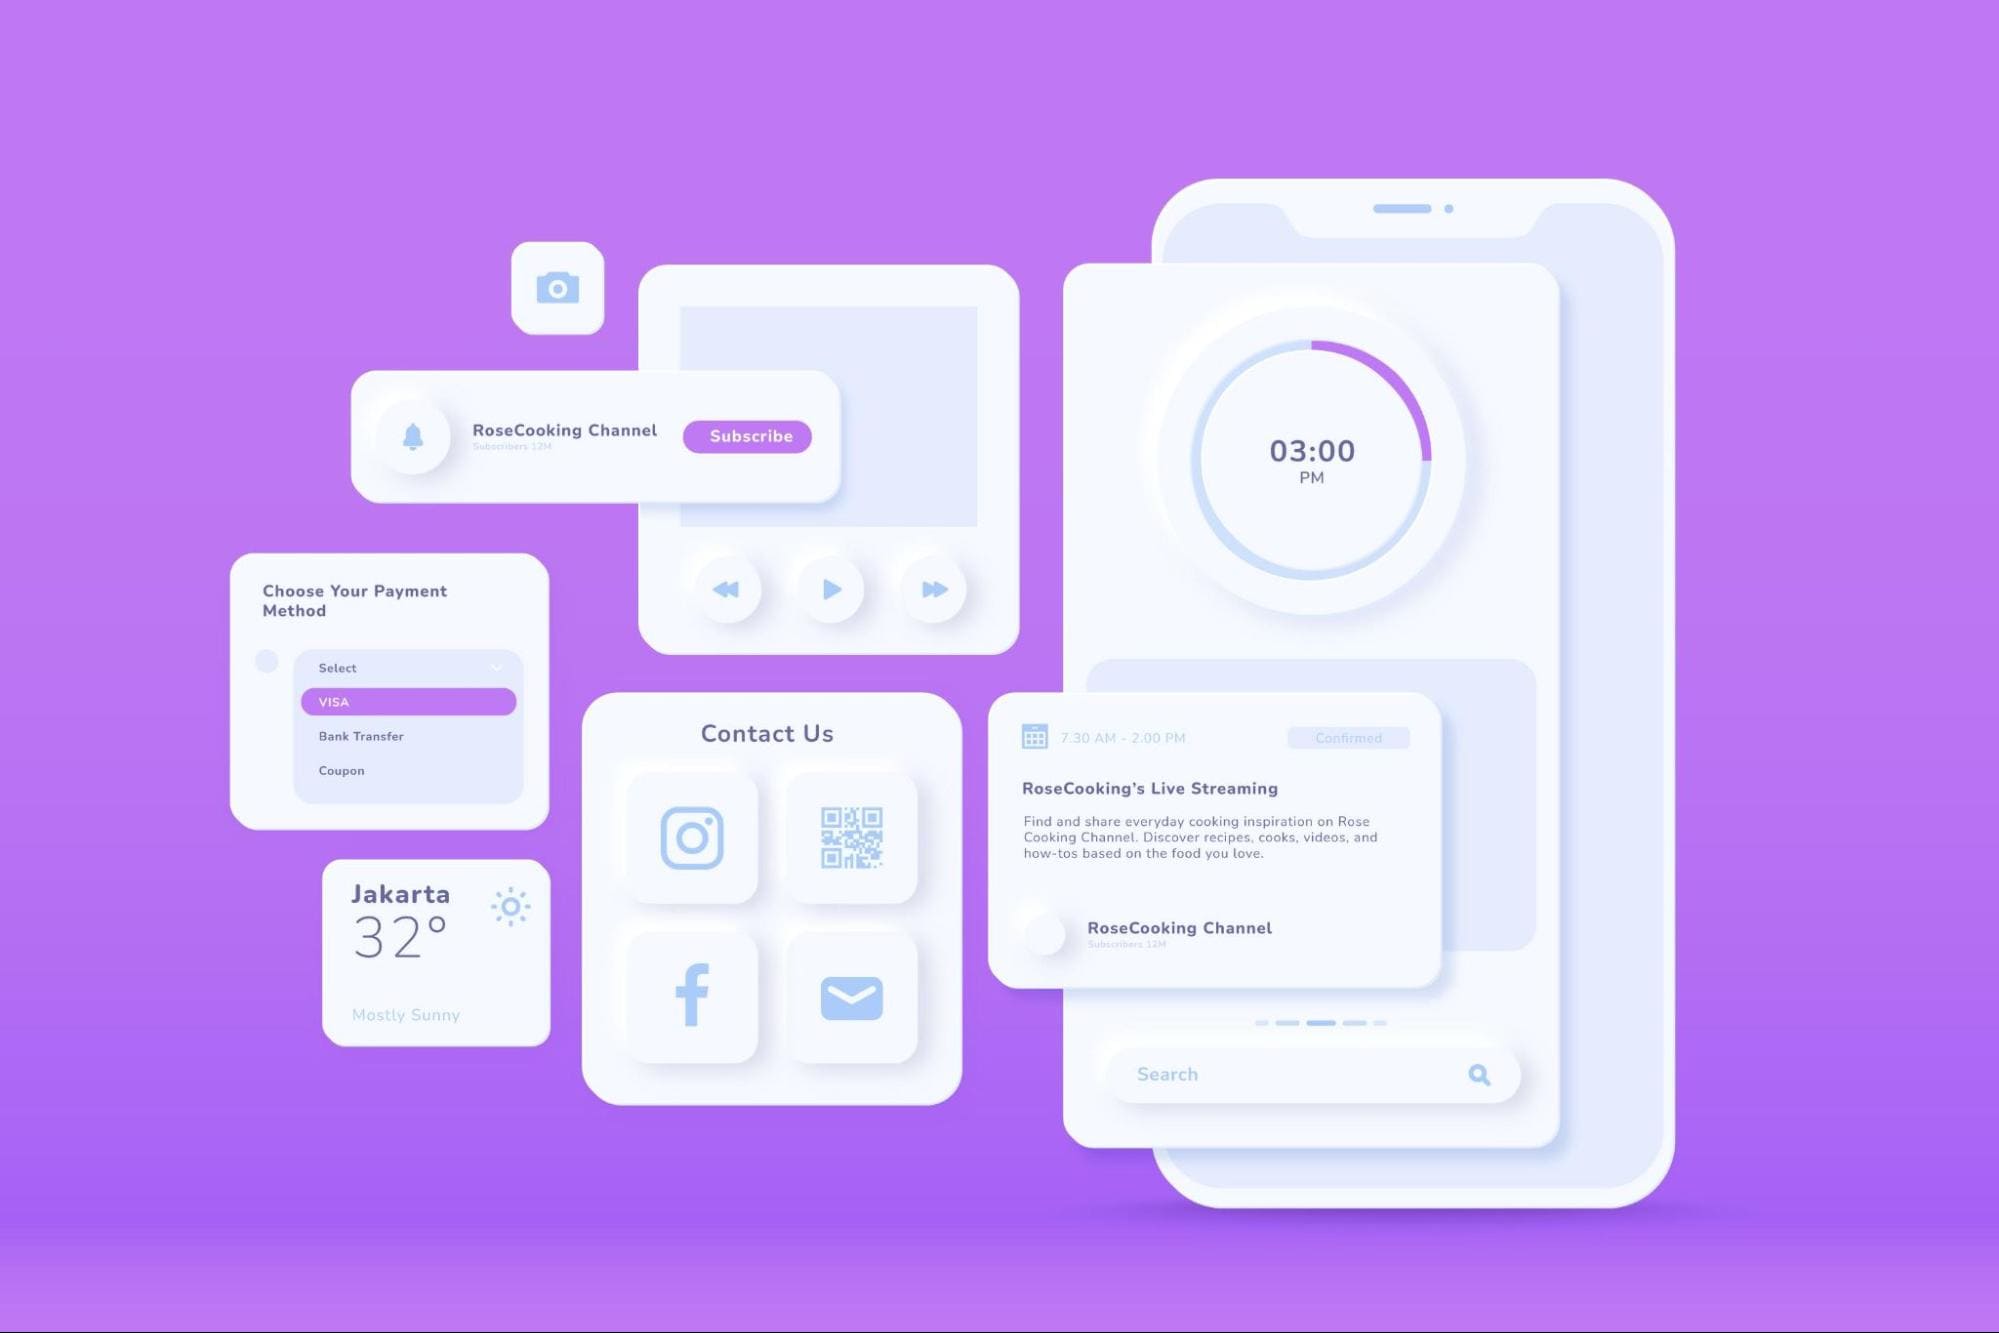 RoseCooking Channel
Subscribers 12M
Subscribe
Choose Your Payment
Method
Select
VISA
Bank Transfer
Coupon
Jakarta
32°
Mostly Sunny
Contact Us
03:00
PM
7.30 AM - 2.00 PM
Confirmed
RoseCooking’s Live Streaming
Find and share everyday cooking inspiration on Rose
Cooking Channel. Discover recipes, cooks, videos, and
how-tos based on the food you love.
RoseCooking Channel
Subscribers 12M
Search